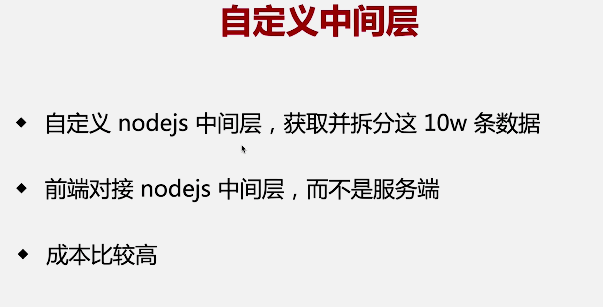 自定义中间层
◆ 自定义 nodejs 中间层，获取并拆分这 10w 条数据
◆ 前端对接 nodejs 中间层，而不是服务端
◆ 成本比较高